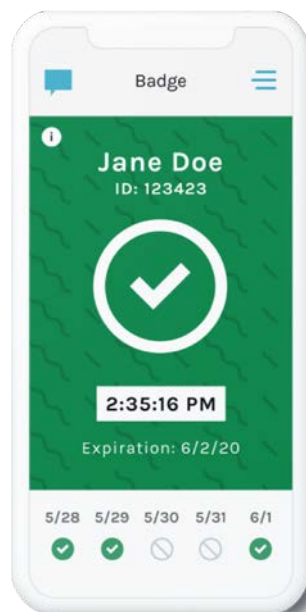 Badge
i
Jane Doe
ID: 123423
2:35:16 PM
Expiration: 6/2/20
5/28 5/29 5/30 5/31 6/1